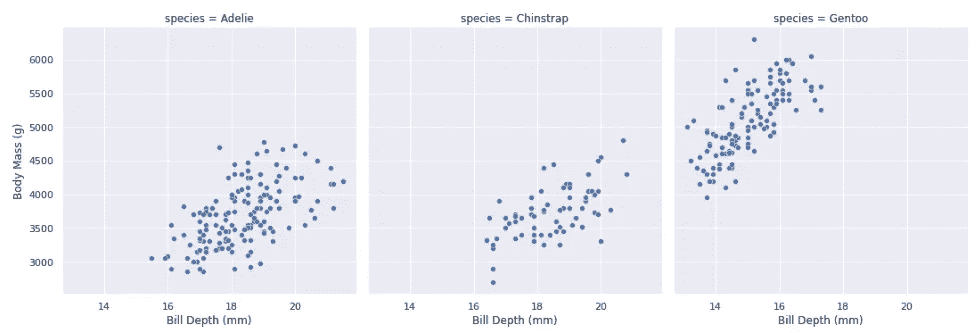 species = Adelie
species = Chinstrap
species = Gentoo
6000
5500
5000
4500
4000
3500
3000
Body Mass (g)
14 16 18 20
14 16 18 20
14 16 18 20
Bill Depth (mm)
Bill Depth (mm)
Bill Depth (mm)